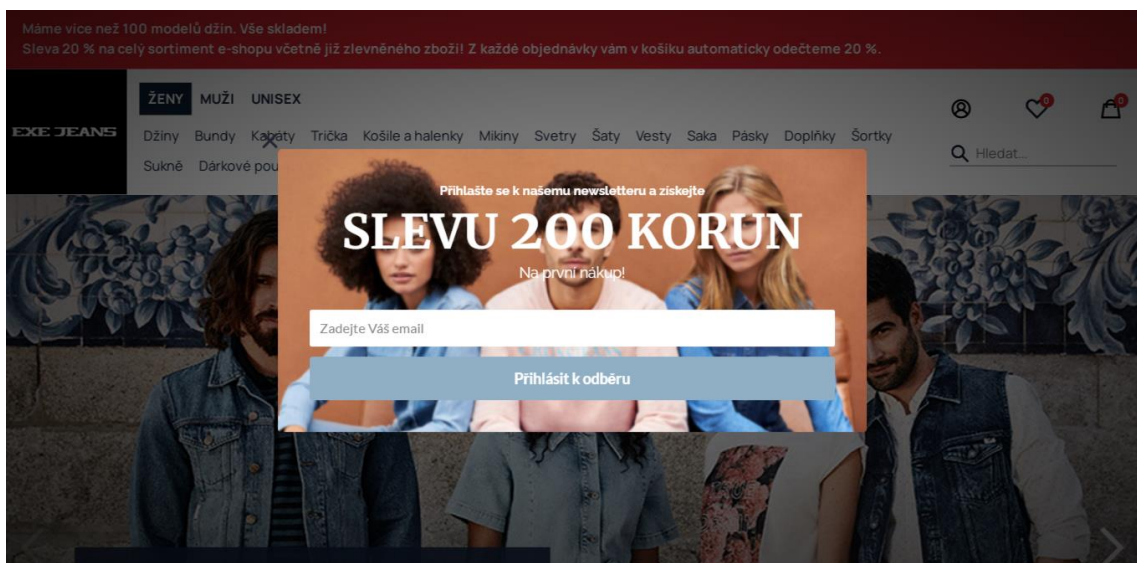 Máme více než 100 modelů džín. Vše skladem!
Sleva 20 % na celý sortiment e-shopu včetně již zlevněného zboží! Z každé objednávky vám v košíku automaticky odečteme 20 %.
EXE JEANS
ŽENY MUŽI UNISEX
Džíny Bundy Kabáty Trička Košile a halenky Mikiny Svetry Šaty Vesty Saka Pásky Doplňky Šortky
Sukně Dárkové pou
0
0
Hledat...
Přihlašte se k našemu newsletteru a získejte
SLEVU 200 KORUN
Na první nákup!
Zadejte Váš email
Přihlásit k odběru